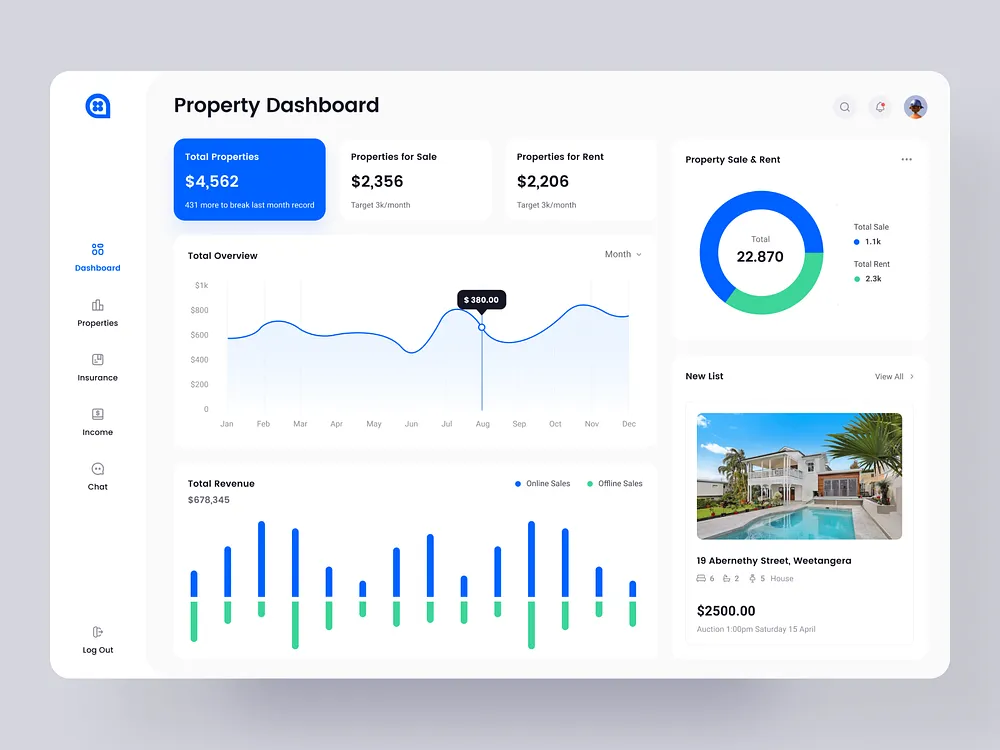 Property Dashboard
Total Properties
$4,562
431 more to break last month record
Properties for Sale
$2,356
Target 3k/month
Properties for Rent
$2,206
Target 3k/month
Dashboard
Properties
Insurance
Income
Chat
Log Out
Total Overview
Month
$1k
$800
$600
$400
$200
0
$ 380.00
Jan Feb Mar Apr May Jun Jul Aug Sep Oct Nov Dec
Total Revenue
$678,345
Online Sales
Offline Sales
Property Sale & Rent
Total
22.870
Total Sale
1.1k
Total Rent
2.3k
New List
View All
19 Abernethy Street, Weetangera
6 2 5 House
$2500.00
Auction 1:00pm Saturday 15 April